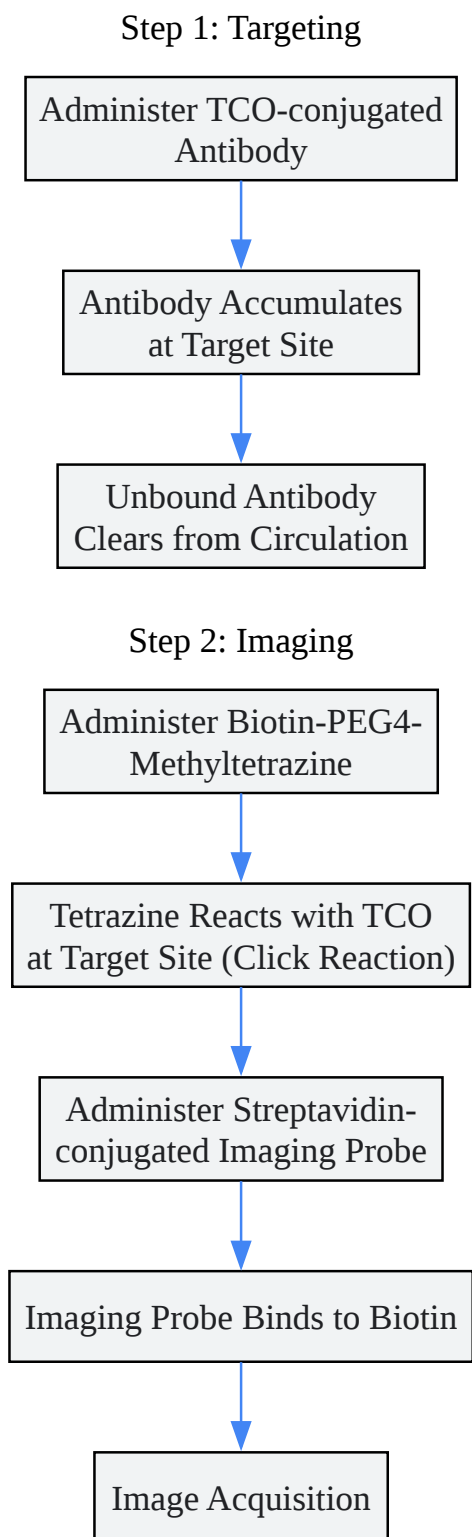 Step 1: Targeting
Administer TCO-conjugated
Antibody
Antibody Accumulates
at Target Site
Unbound Antibody
Clears from Circulation
Step 2: Imaging
Administer Biotin-PEG4-
Methyltetrazine
Tetrazine Reacts with TCO
at Target Site (Click Reaction)
Administer Streptavidin-
conjugated Imaging Probe
Imaging Probe Binds to Biotin
Image Acquisition